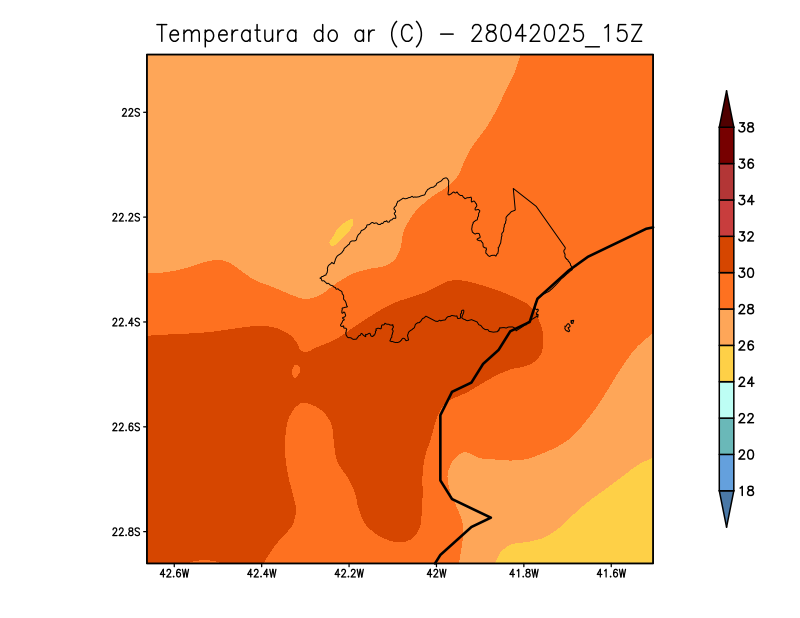 Temperatura do ar (C) - 28042025_15Z
22S
22.2S
22.4S
22.6S
22.8S
42.6W
42.4W
42.2W
42W
41.8W
41.6W
38
36
34
32
30
28
26
24
22
20
18